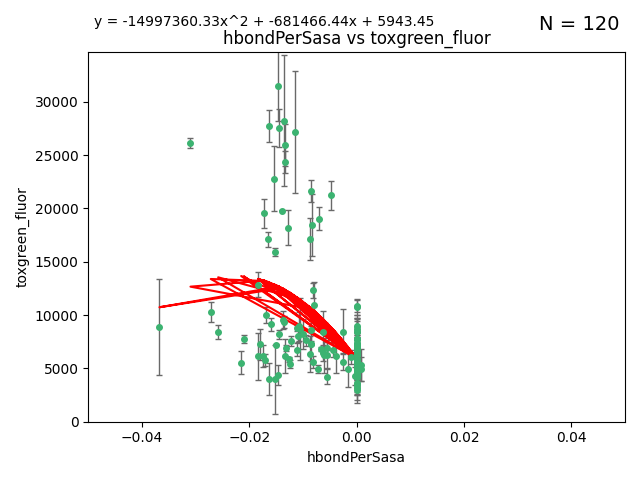 y = -14997360.33x^2 + -681466.44x + 5943.45
N = 120
hbondPerSasa vs toxgreen_fluor
30000
25000
20000
15000
10000
5000
0
toxgreen_fluor
−0.04
−0.02
0.00
0.02
0.04
hbondPerSasa